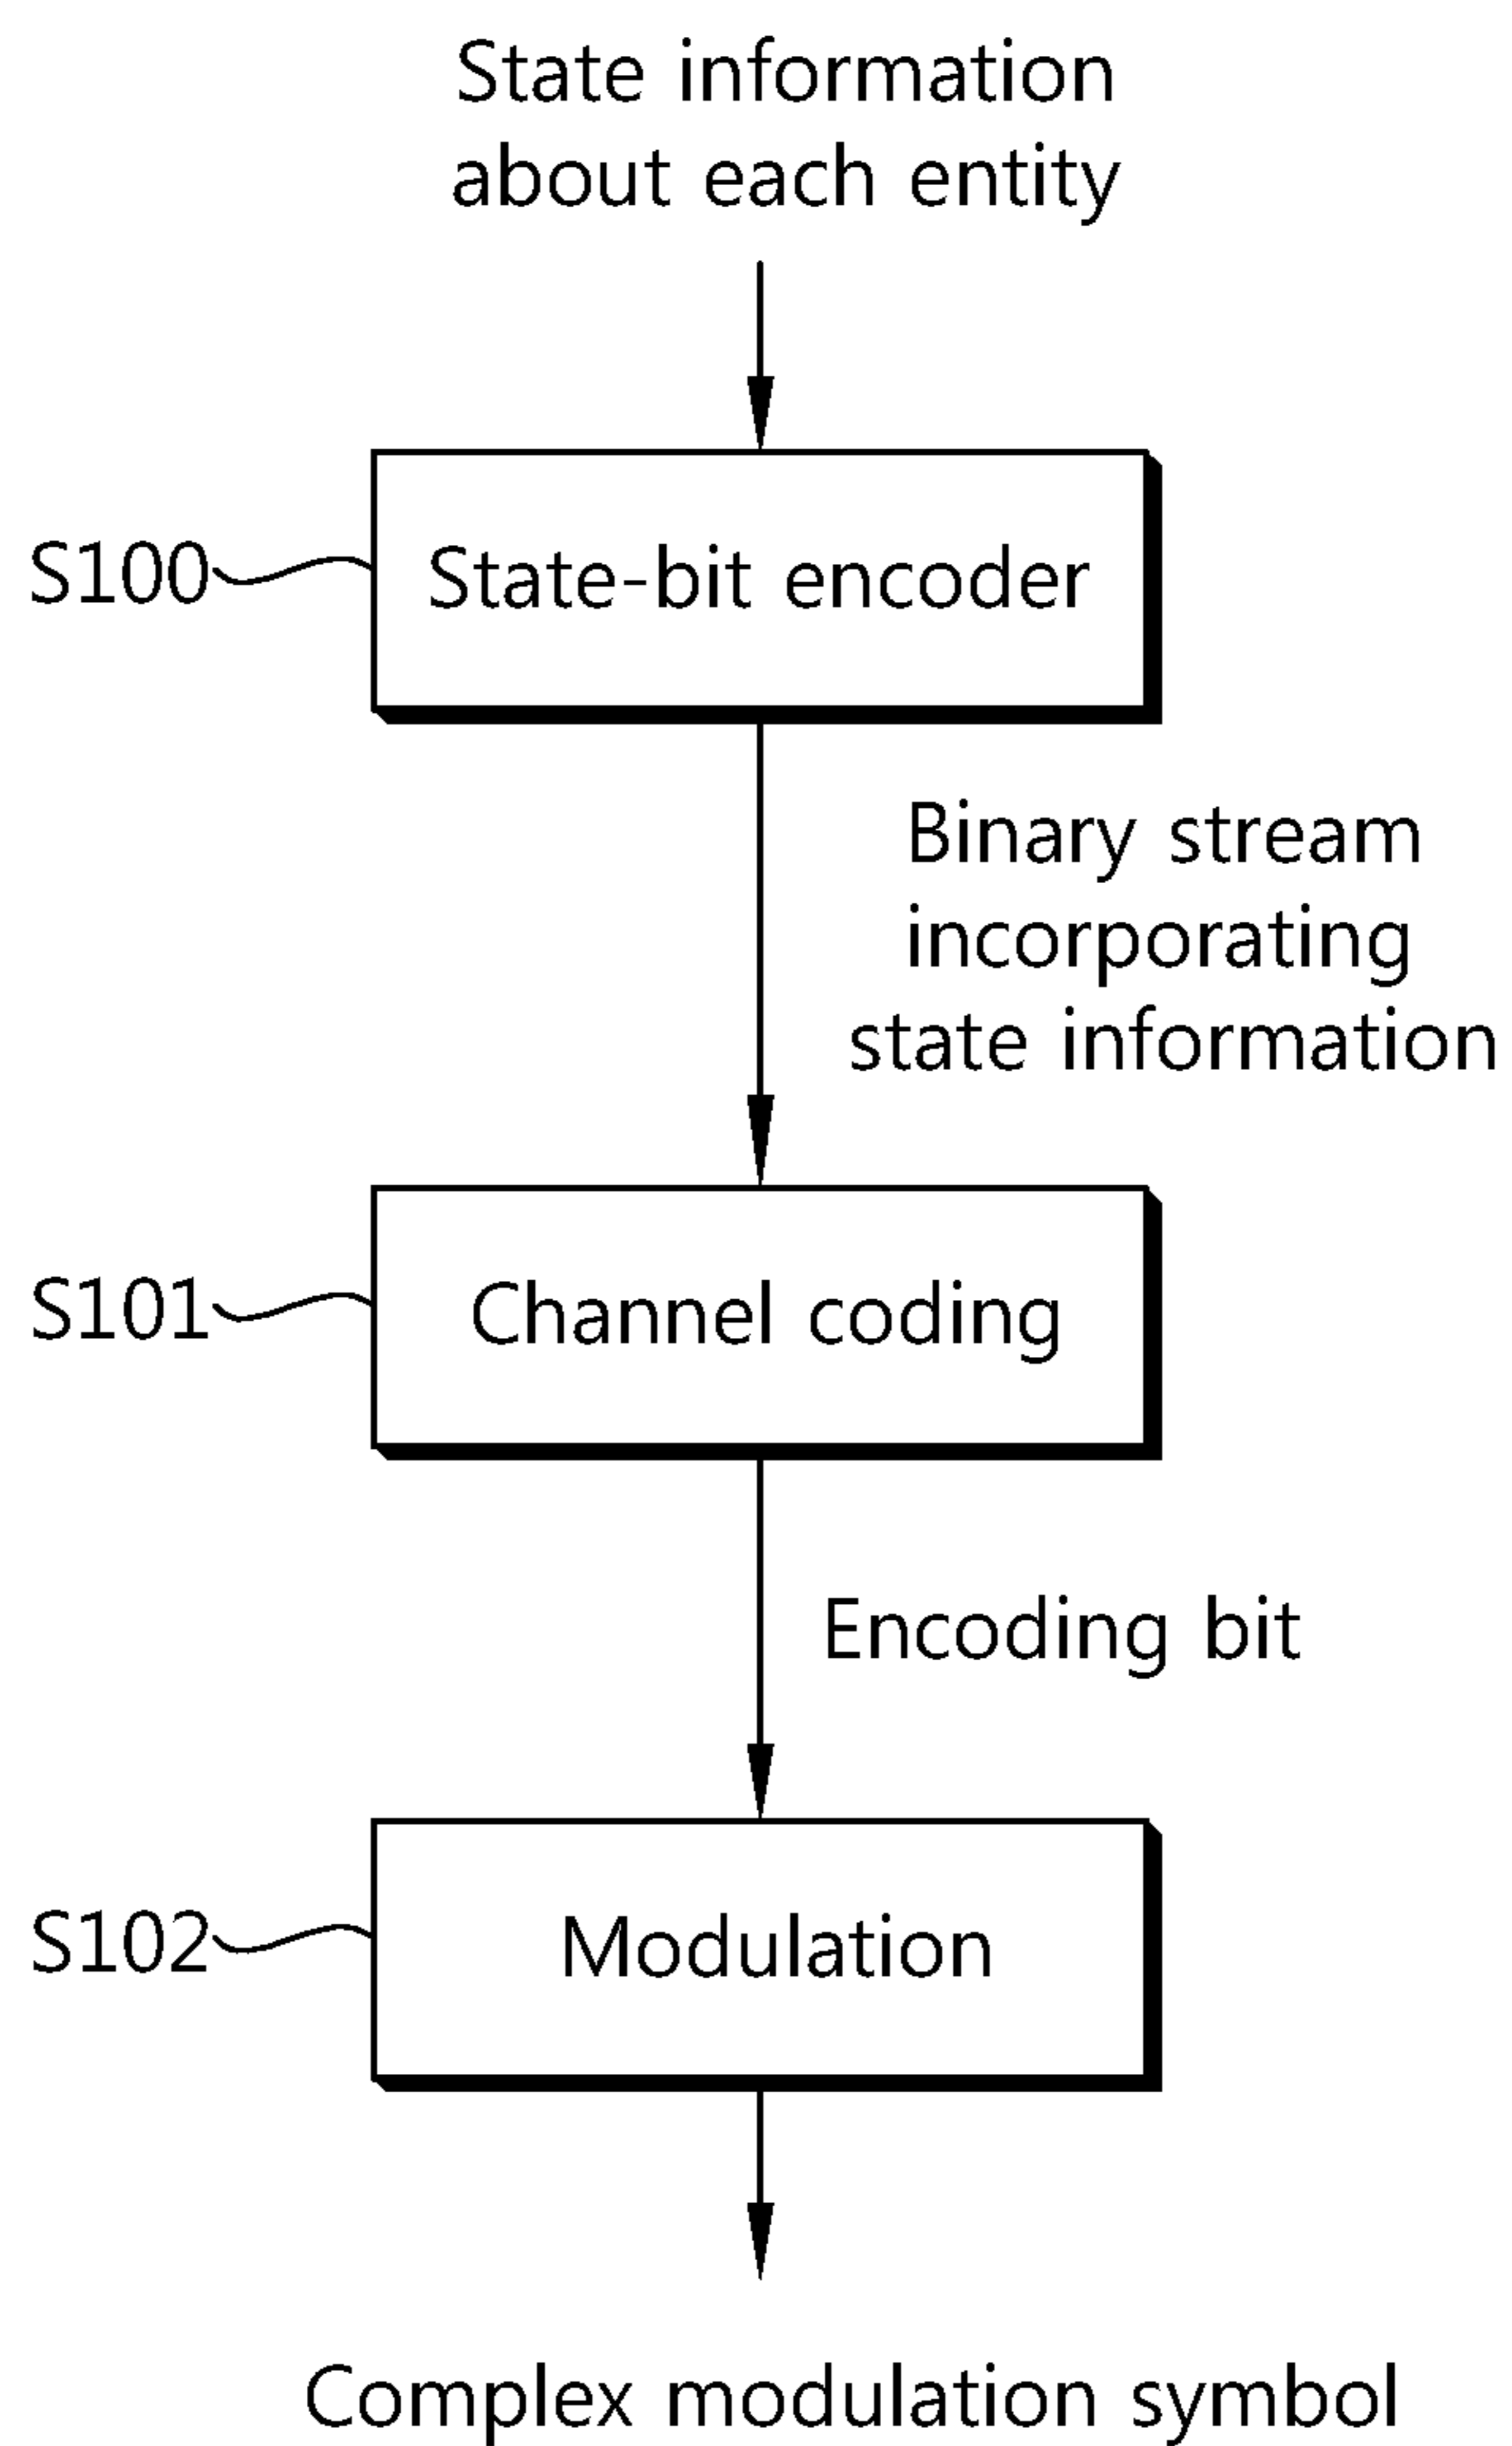 State information
about each entity
S100
State-bit encoder
Binary stream
incorporating
state information
S101
Channel coding
Encoding bit
S102
Modulation
Complex modulation symbol